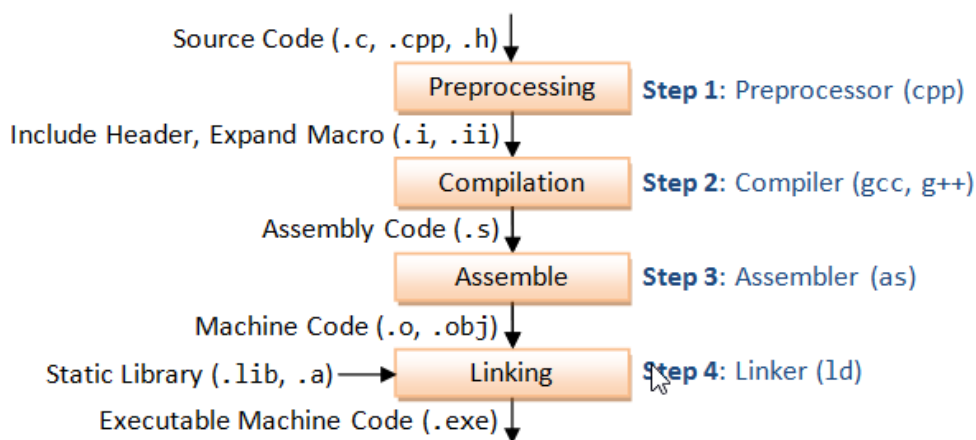 Source Code (.c, .cpp, .h)
Preprocessing
Step 1: Preprocessor (cpp)
Include Header, Expand Macro (.i, .ii)
Compilation
Step 2: Compiler (gcc, g++)
Assembly Code (.s)
Assemble
Step 3: Assembler (as)
Machine Code (.o, .obj)
Static Library (.lib, .a)
Linking
Step 4: Linker (ld)
Executable Machine Code (.exe)